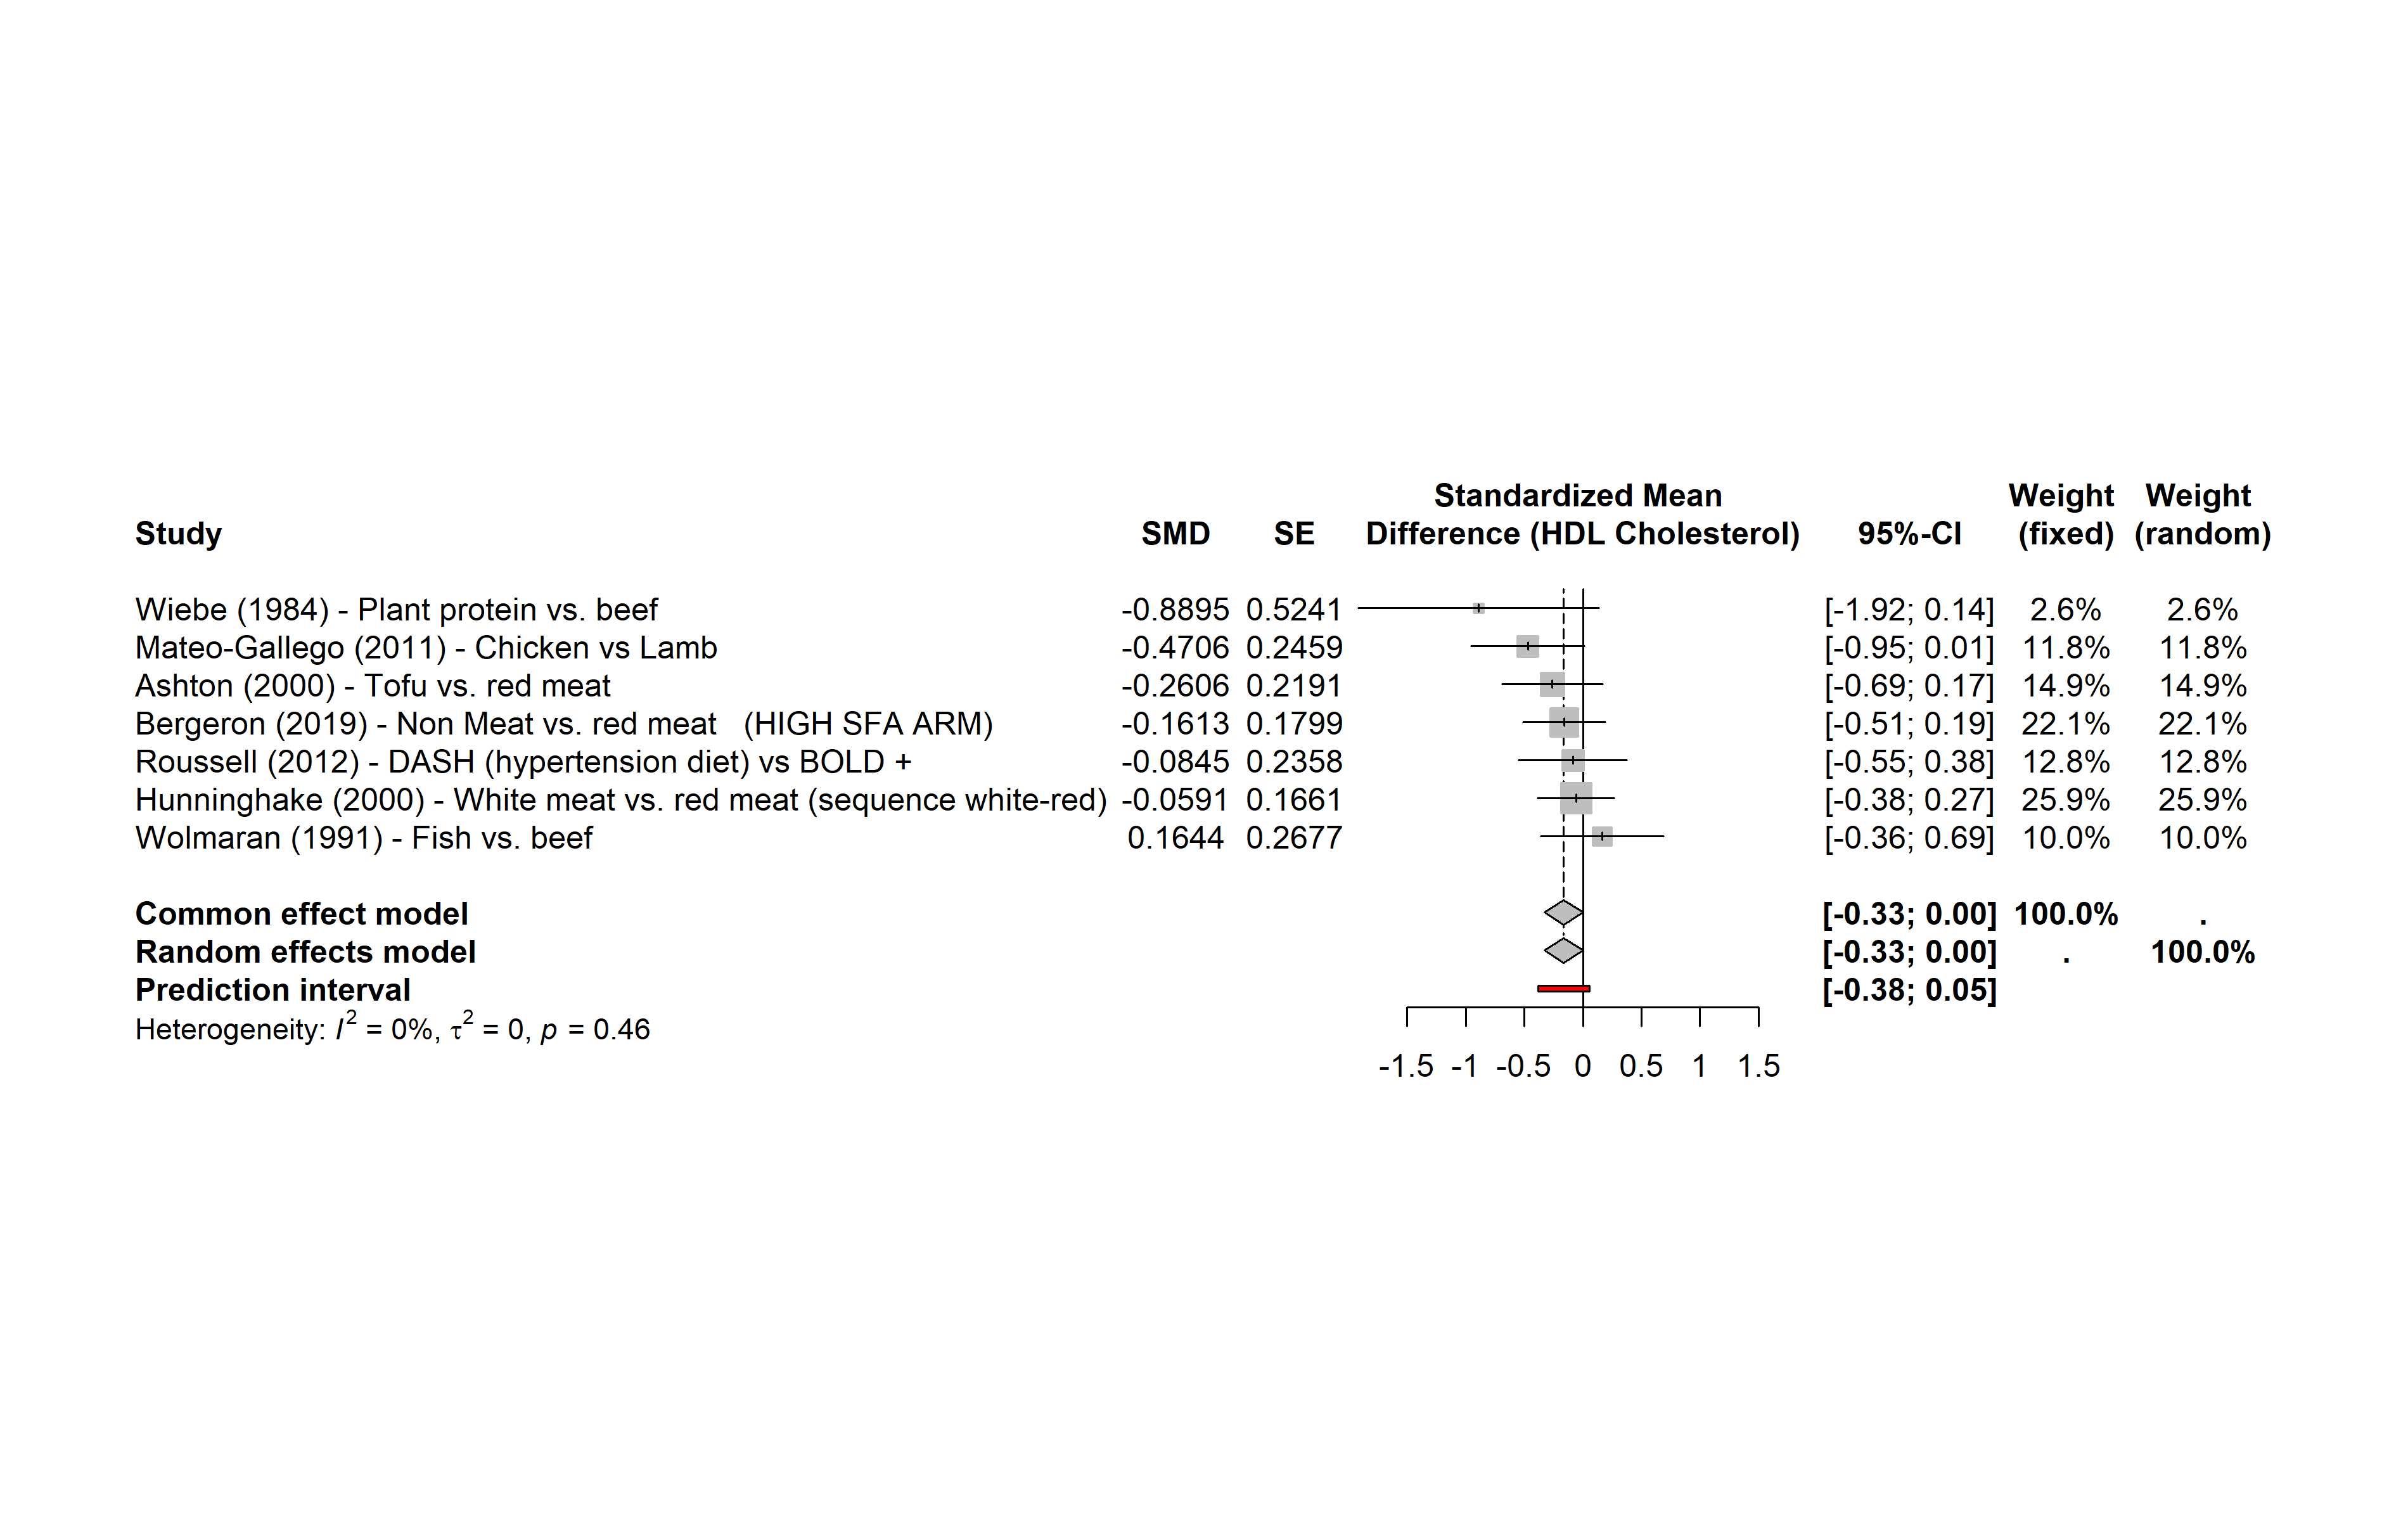 Standardized Mean Weight Weight
Study SMD SE Difference (HDL Cholesterol) 95%-CI (fixed) (random)
Wiebe (1984) - Plant protein vs. beef -0.8895 0.5241 [-1.92; 0.14] 2.6% 2.6%
Mateo-Gallego (2011) - Chicken vs Lamb -0.4706 0.2459 [-0.95; 0.01] 11.8% 11.8%
Ashton (2000) - Tofu vs. red meat -0.2606 0.2191 [-0.69; 0.17] 14.9% 14.9%
Bergeron (2019) - Non Meat vs. red meat (HIGH SFA ARM) -0.1613 0.1799 [-0.51; 0.19] 22.1% 22.1%
Roussell (2012) - DASH (hypertension diet) vs BOLD + -0.0845 0.2358 [-0.55; 0.38] 12.8% 12.8%
Hunninghake (2000) - White meat vs. red meat (sequence white-red) -0.0591 0.1661 [-0.38; 0.27] 25.9% 25.9%
Wolmaran (1991) - Fish vs. beef 0.1644 0.2677 [-0.36; 0.69] 10.0% 10.0%
Common effect model [-0.33; 0.00] 100.0% .
Random effects model [-0.33; 0.00] . 100.0%
Prediction interval [-0.38; 0.05]
Heterogeneity: I² = 0%, τ² = 0, p = 0.46
-1.5 -1 -0.5 0 0.5 1 1.5